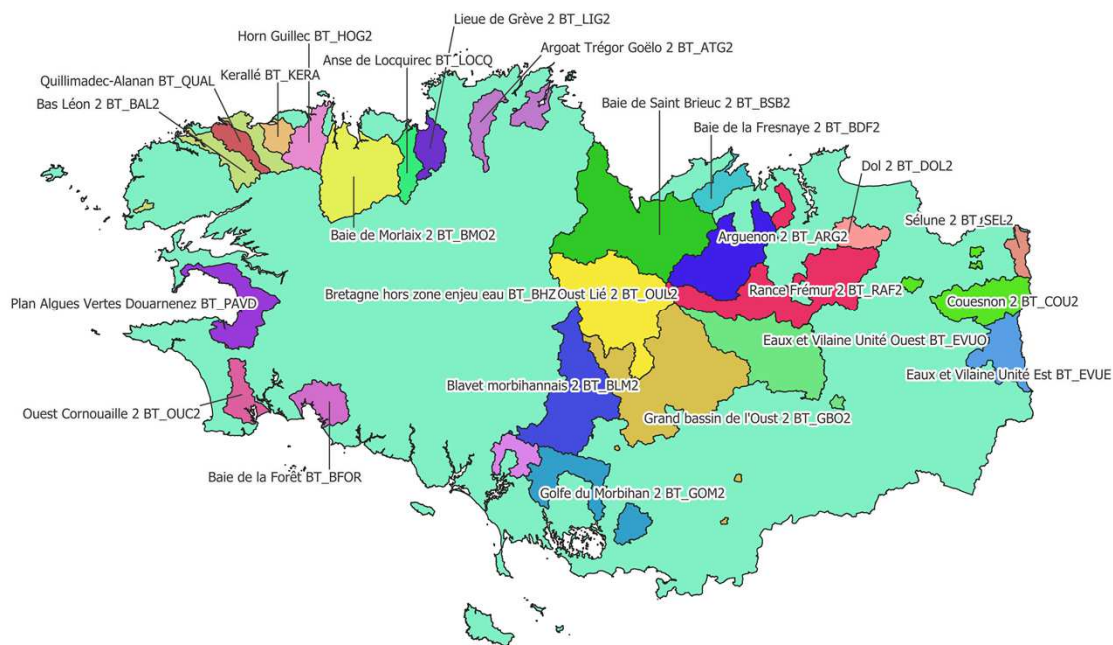 Lieue de Grève 2 BT_LIG2
Horn Guillec BT_HOG2
Argoat Trégor Goëlo 2 BT_ATG2
Anse de Locquirec BT_LOCQ
Quillimadec-Alanan BT_QUAL
Kerallé BT_KERA
Bas Léon 2 BT_BAL2
Baie de Saint Brieuc 2 BT_BSB2
Baie de la Fresnaye 2 BT_BDF2
Dol 2 BT_DOL2
Sélune 2 BT_SEL2
Baie de Morlaix 2 BT_BMO2
Arguenon 2 BT_ARG2
Plan Algues Vertes Douarnenez BT_PAVD
Bretagne hors zone enjeu eau BT_BHZ
Oust Lié 2 BT_OUL2
Rance Frémur 2 BT_RAF2
Couesnon 2 BT_COU2
Eaux et Vilaine Unité Ouest BT_EVUO
Eaux et Vilaine Unité Est BT_EVUE
Blavet morbihannais 2 BT_BLM2
Ouest Cornouaille 2 BT_OUC2
Grand bassin de l'Oust 2 BT_GBO2
Baie de la Forêt BT_BFOR
Golfe du Morbihan 2 BT_GOM2